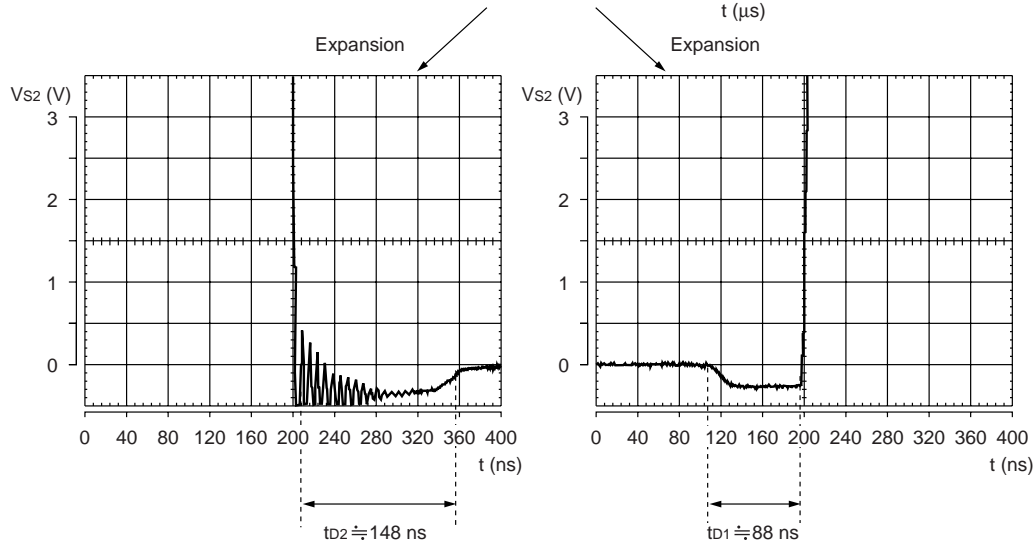 t (μs)
Expansion
Expansion
VS2 (V)
3
2
1
0
0 40 80 120 160 200 240 280 320 360 400
t (ns)
tD2 ≒ 148 ns
VS2 (V)
3
2
1
0
0 40 80 120 160 200 240 280 320 360 400
t (ns)
tD1 ≒ 88 ns